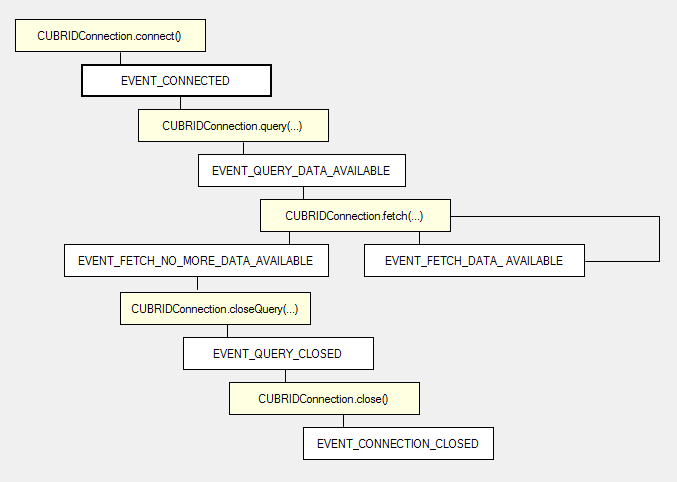 CUBRIDConnection.connect()
EVENT_CONNECTED
CUBRIDConnection.query(...)
EVENT_QUERY_DATA_AVAILABLE
CUBRIDConnection.fetch(...)
EVENT_FETCH_NO_MORE_DATA_AVAILABLE
EVENT_FETCH_DATA_ AVAILABLE
CUBRIDConnection.closeQuery(...)
EVENT_QUERY_CLOSED
CUBRIDConnection.close()
EVENT_CONNECTION_CLOSED